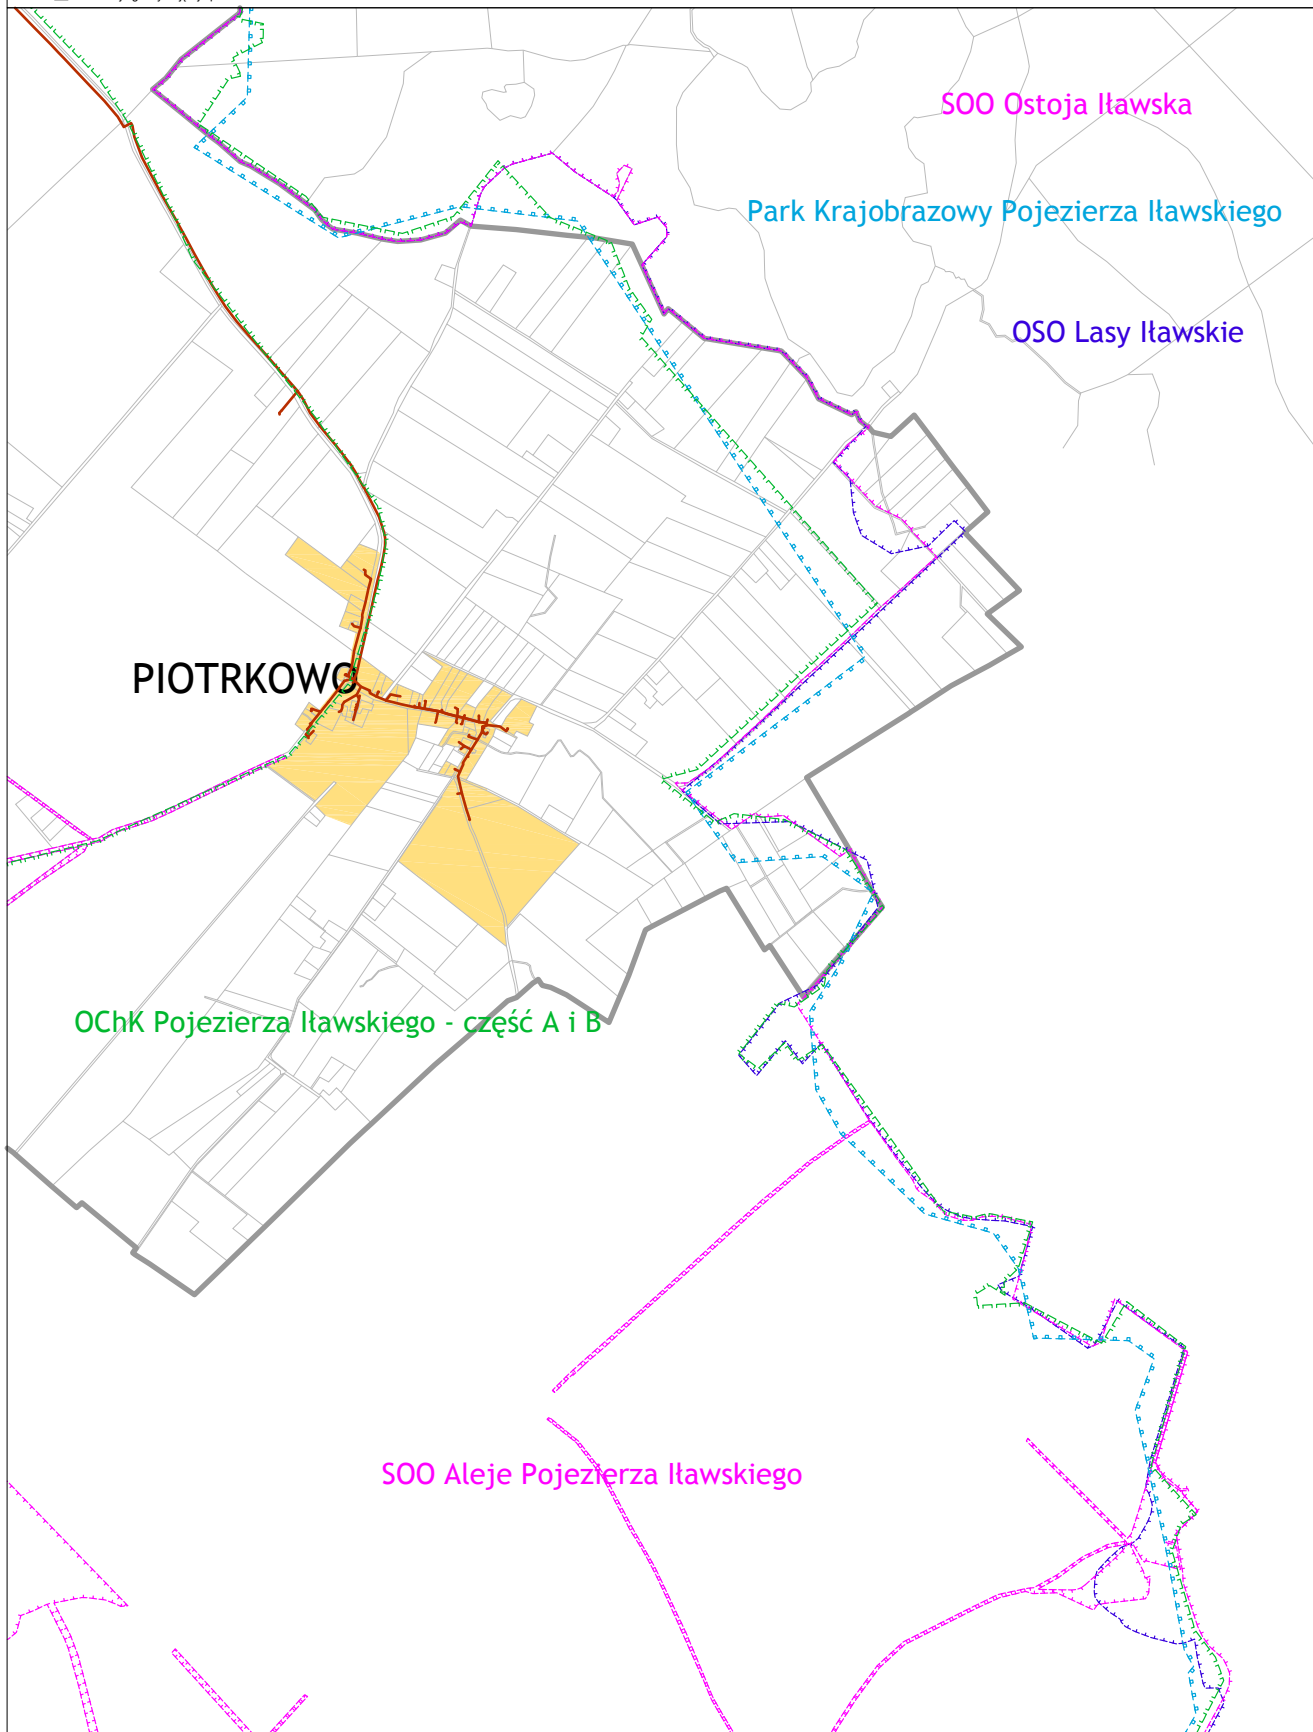 SOO Ostoja Iławska
Park Krajobrazowy Pojezierza Iławskiego
OSO Lasy Iławskie
PIOTRKOWO
OChK Pojezierza Iławskiego - część A i B
SOO Aleje Pojezierza Iławskiego